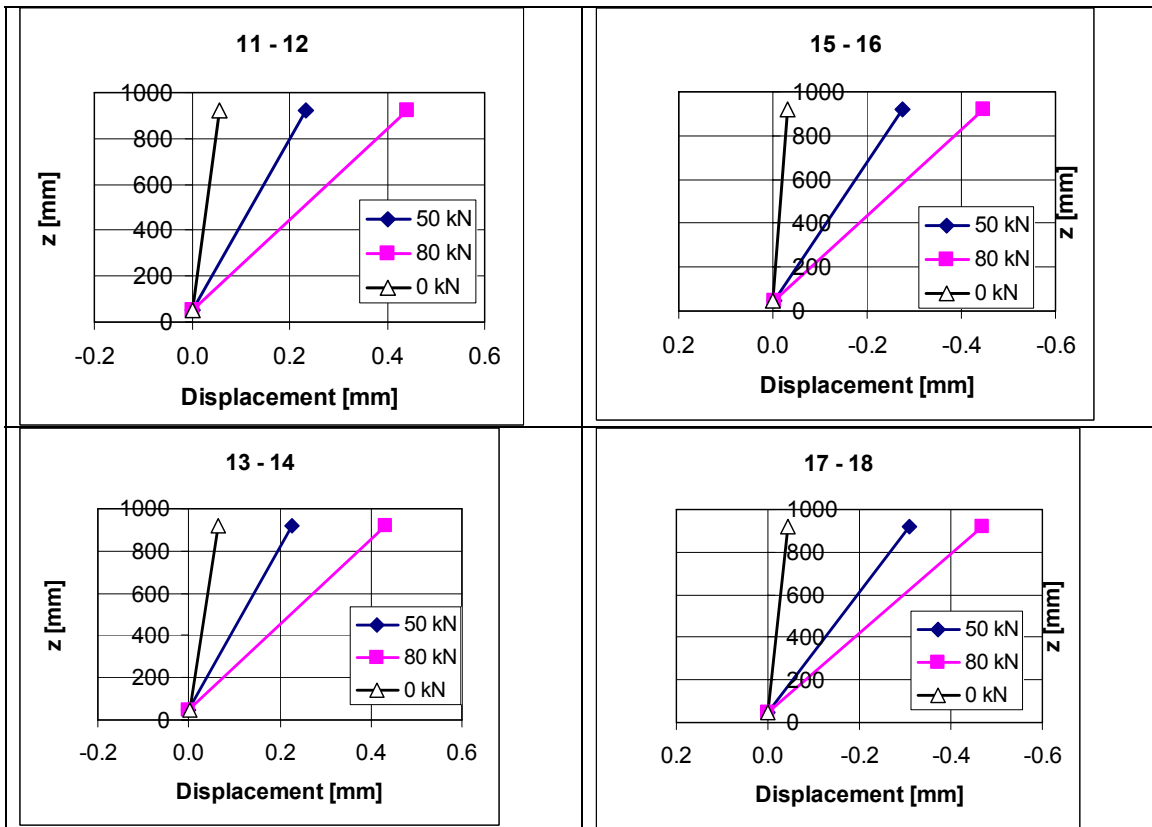 11 - 12
1000
800
600
400
200
0
-0.2 0.0 0.2 0.4 0.6
z [mm]
Displacement [mm]
50 kN
80 kN
0 kN
15 - 16
1000
800
600
400
200
0
0.2 0.0 -0.2 -0.4 -0.6
z [mm]
Displacement [mm]
50 kN
80 kN
0 kN
13 - 14
1000
800
600
400
200
0
-0.2 0.0 0.2 0.4 0.6
z [mm]
Displacement [mm]
50 kN
80 kN
0 kN
17 - 18
1000
800
600
400
200
0
0.2 0.0 -0.2 -0.4 -0.6
z [mm]
Displacement [mm]
50 kN
80 kN
0 kN